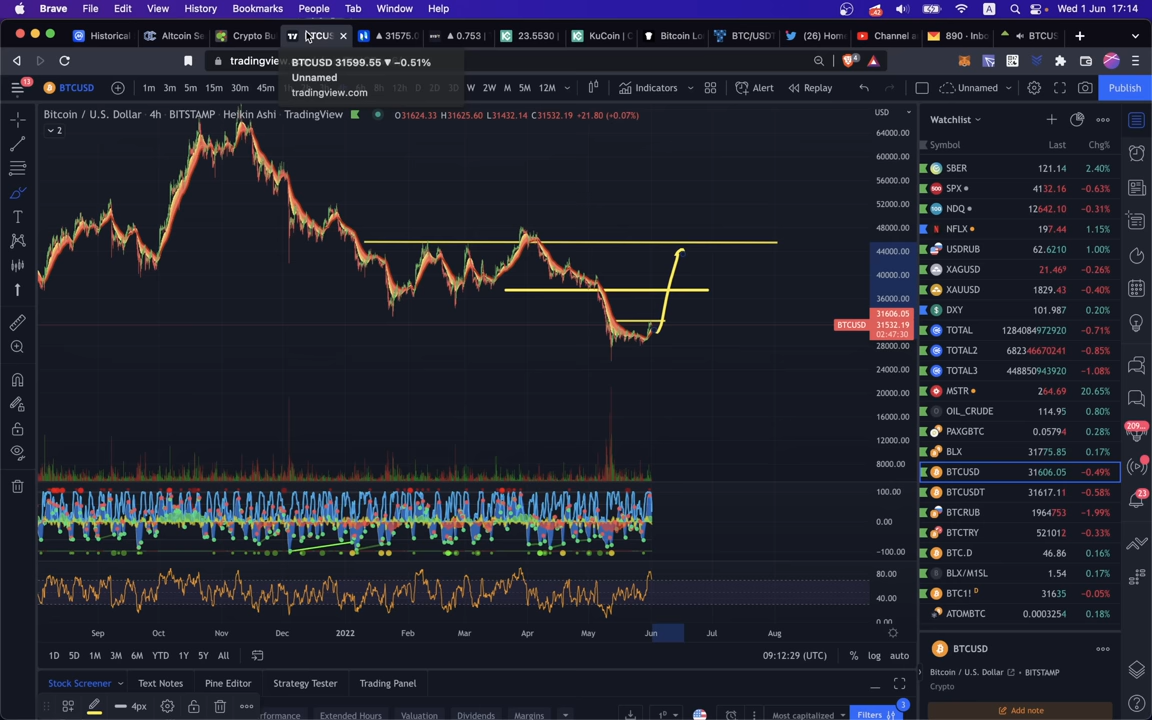 Brave File Edit View History Bookmarks People Tab Window Help A Wed 1 Jun 17:14
Historical Altcoin Se Crypto Bu BTCUS 31575.0 0.753 23.5530 KuCoin | C Bitcoin Lo BTC/USDT (26) Home Channel a 890 - Inbo BTCUS
tradingview.
BTCUSD 31599.55 ▼ −0.51%
Unnamed
tradingview.com
13 BTCUSD 1m 3m 5m 15m 30m 45m W 2W M 5M 12M Indicators Alert Replay Unnamed Publish
Bitcoin / U.S. Dollar 4h BITSTAMP Heikin Ashi TradingView O31624.33 H31625.60 L31432.14 C31532.19 +21.80 (+0.07%)
2
USD
64000.00
60000.00
56000.00
52000.00
48000.00
44000.00
40000.00
36000.00
31606.05
BTCUSD 31532.19
02:47:30
28000.00
24000.00
20000.00
16000.00
12000.00
8000.00
100.00
0.00
−100.00
80.00
40.00
0.00
Sep Oct Nov Dec 2022 Feb Mar Apr May Jun Jul Aug
1D 5D 1M 3M 6M YTD 1Y 5Y All 09:12:29 (UTC) % log auto
Stock Screener Text Notes Pine Editor Strategy Tester Trading Panel
4px
Performance Extended Hours Valuation Dividends Margins 1D Most capitalized Filters 3
Watchlist
Symbol Last Chg%
SBER 121.14 2.40%
SPX 4132.16 −0.63%
NDQ 12642.10 −0.31%
NFLX 197.44 1.15%
USDRUB 62.6210 1.00%
XAGUSD 21.469 −0.26%
XAUUSD 1829.43 −0.40%
DXY 101.987 0.20%
TOTAL 1284084972920 −0.71%
TOTAL2 682346670241 −0.85%
TOTAL3 448850943920 −1.08%
MSTR 264.69 20.65%
OIL_CRUDE 114.95 0.80%
PAXGBTC 0.05794 0.28%
BLX 31775.85 0.17%
BTCUSD 31606.05 −0.49%
BTCUSDT 31617.11 −0.58%
BTCRUB 1964753 −1.99%
BTCTRY 521012 −0.33%
BTC.D 46.86 0.16%
BLX/M1SL 1.54 0.17%
BTC1! D 31635 −0.05%
ATOMBTC 0.0003254 0.18%
BTCUSD
Bitcoin / U.S. Dollar BITSTAMP
Crypto
Add note
209...
23